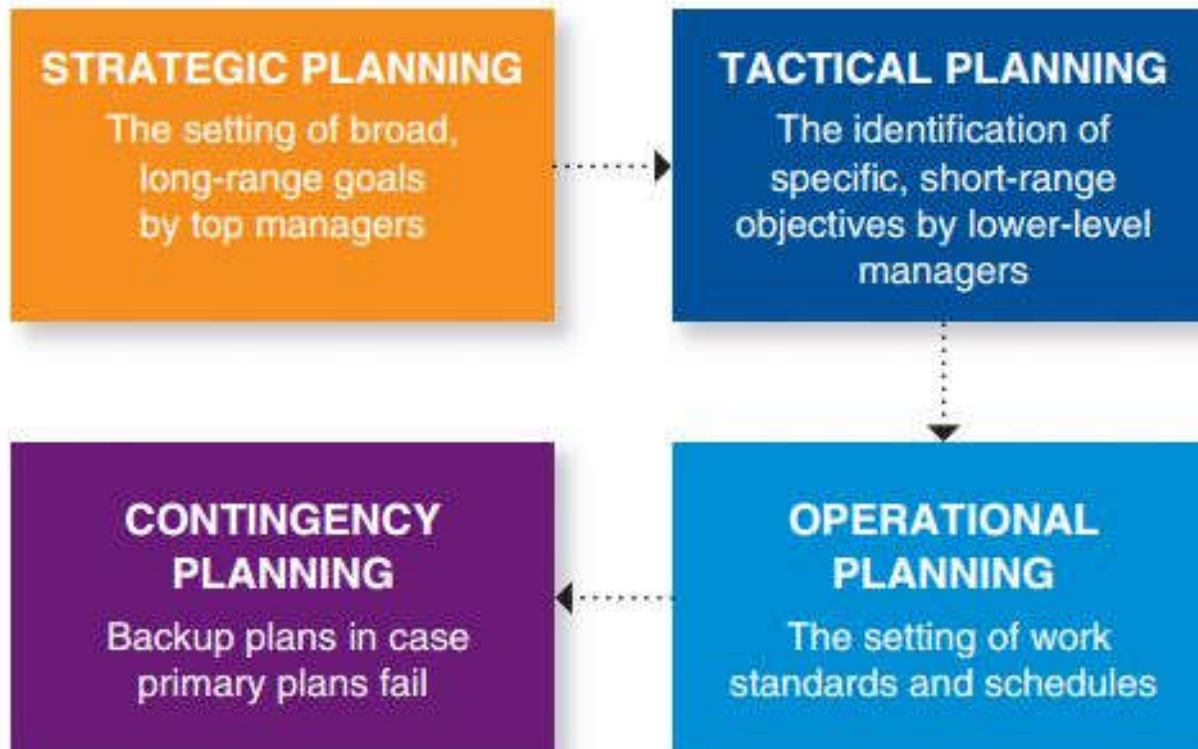 STRATEGIC PLANNING
The setting of broad,
long-range goals
by top managers
TACTICAL PLANNING
The identification of
specific, short-range
objectives by lower-level
managers
OPERATIONAL
PLANNING
The setting of work
standards and schedules
CONTINGENCY
PLANNING
Backup plans in case
primary plans fail